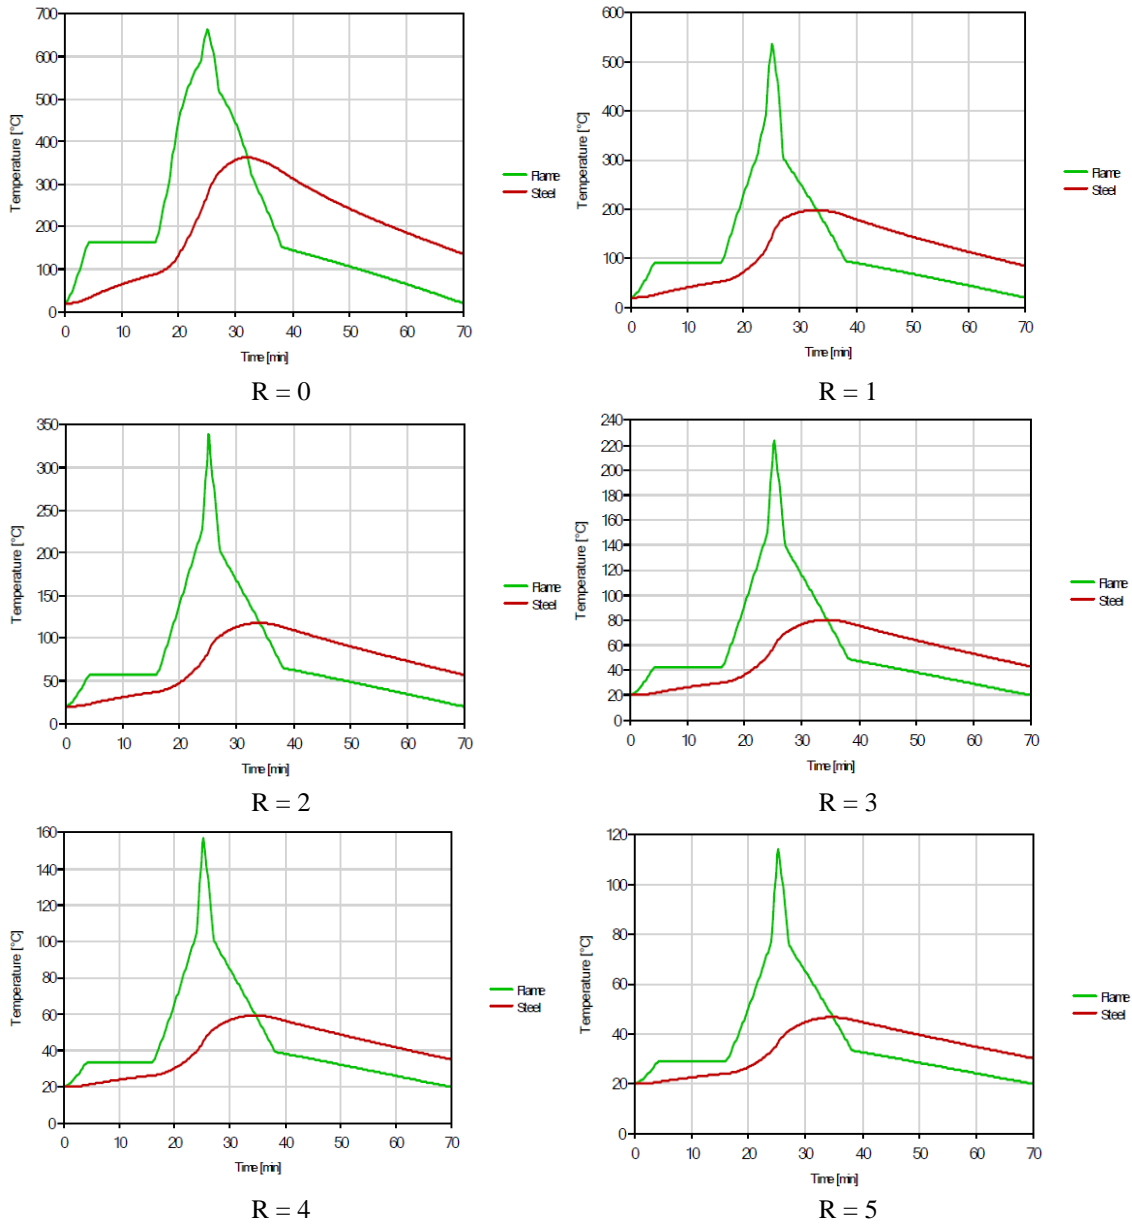 700
600
500
400
300
200
100
0
Temperature [°C]
0 10 20 30 40 50 60 70
Time [min]
Flame
Steel
R = 0
600
500
400
300
200
100
0
Temperature [°C]
0 10 20 30 40 50 60 70
Time [min]
Flame
Steel
R = 1
350
300
250
200
150
100
50
0
Temperature [°C]
0 10 20 30 40 50 60 70
Time [min]
Flame
Steel
R = 2
240
220
200
180
160
140
120
100
80
60
40
20
0
Temperature [°C]
0 10 20 30 40 50 60 70
Time [min]
Flame
Steel
R = 3
160
140
120
100
80
60
40
20
0
Temperature [°C]
0 10 20 30 40 50 60 70
Time [min]
Flame
Steel
R = 4
120
100
80
60
40
20
0
Temperature [°C]
0 10 20 30 40 50 60 70
Time [min]
Flame
Steel
R = 5